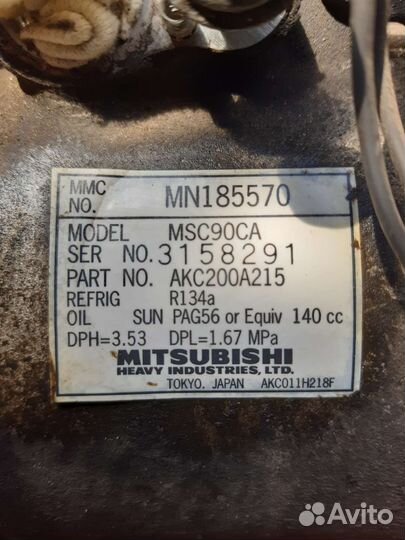 MMC NO. MN185570
MODEL MSC90CA
SER NO. 3158291
PART NO. AKC200A215
REFRIG R134a
OIL SUN PAG56 or Equiv 140 cc
DPH=3.53 DPL=1.67 MPa
MITSUBISHI
HEAVY INDUSTRIES, LTD.
TOKYO. JAPAN AKC011H218F
Avito